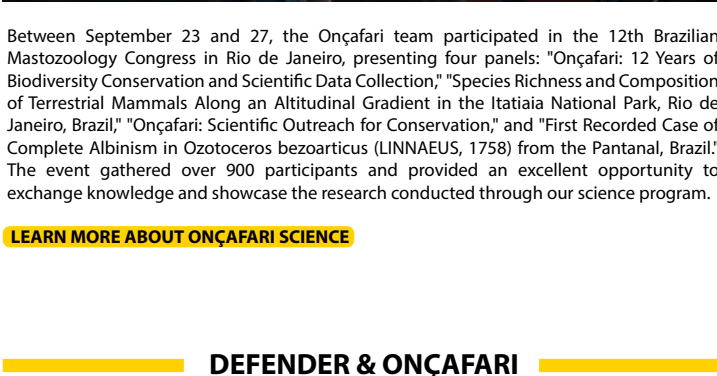 Between September 23 and 27, the Onçafari team participated in the 12th Brazilian
Mastozoology Congress in Rio de Janeiro, presenting four panels: "Onçafari: 12 Years of
Biodiversity Conservation and Scientific Data Collection," "Species Richness and Composition
of Terrestrial Mammals Along an Altitudinal Gradient in the Itatiaia National Park, Rio de
Janeiro, Brazil," "Onçafari: Scientific Outreach for Conservation," and "First Recorded Case of
Complete Albinism in Ozotoceros bezoarticus (LINNAEUS, 1758) from the Pantanal, Brazil."
The event gathered over 900 participants and provided an excellent opportunity to
exchange knowledge and showcase the research conducted through our science program.
LEARN MORE ABOUT ONÇAFARI SCIENCE
DEFENDER & ONÇAFARI